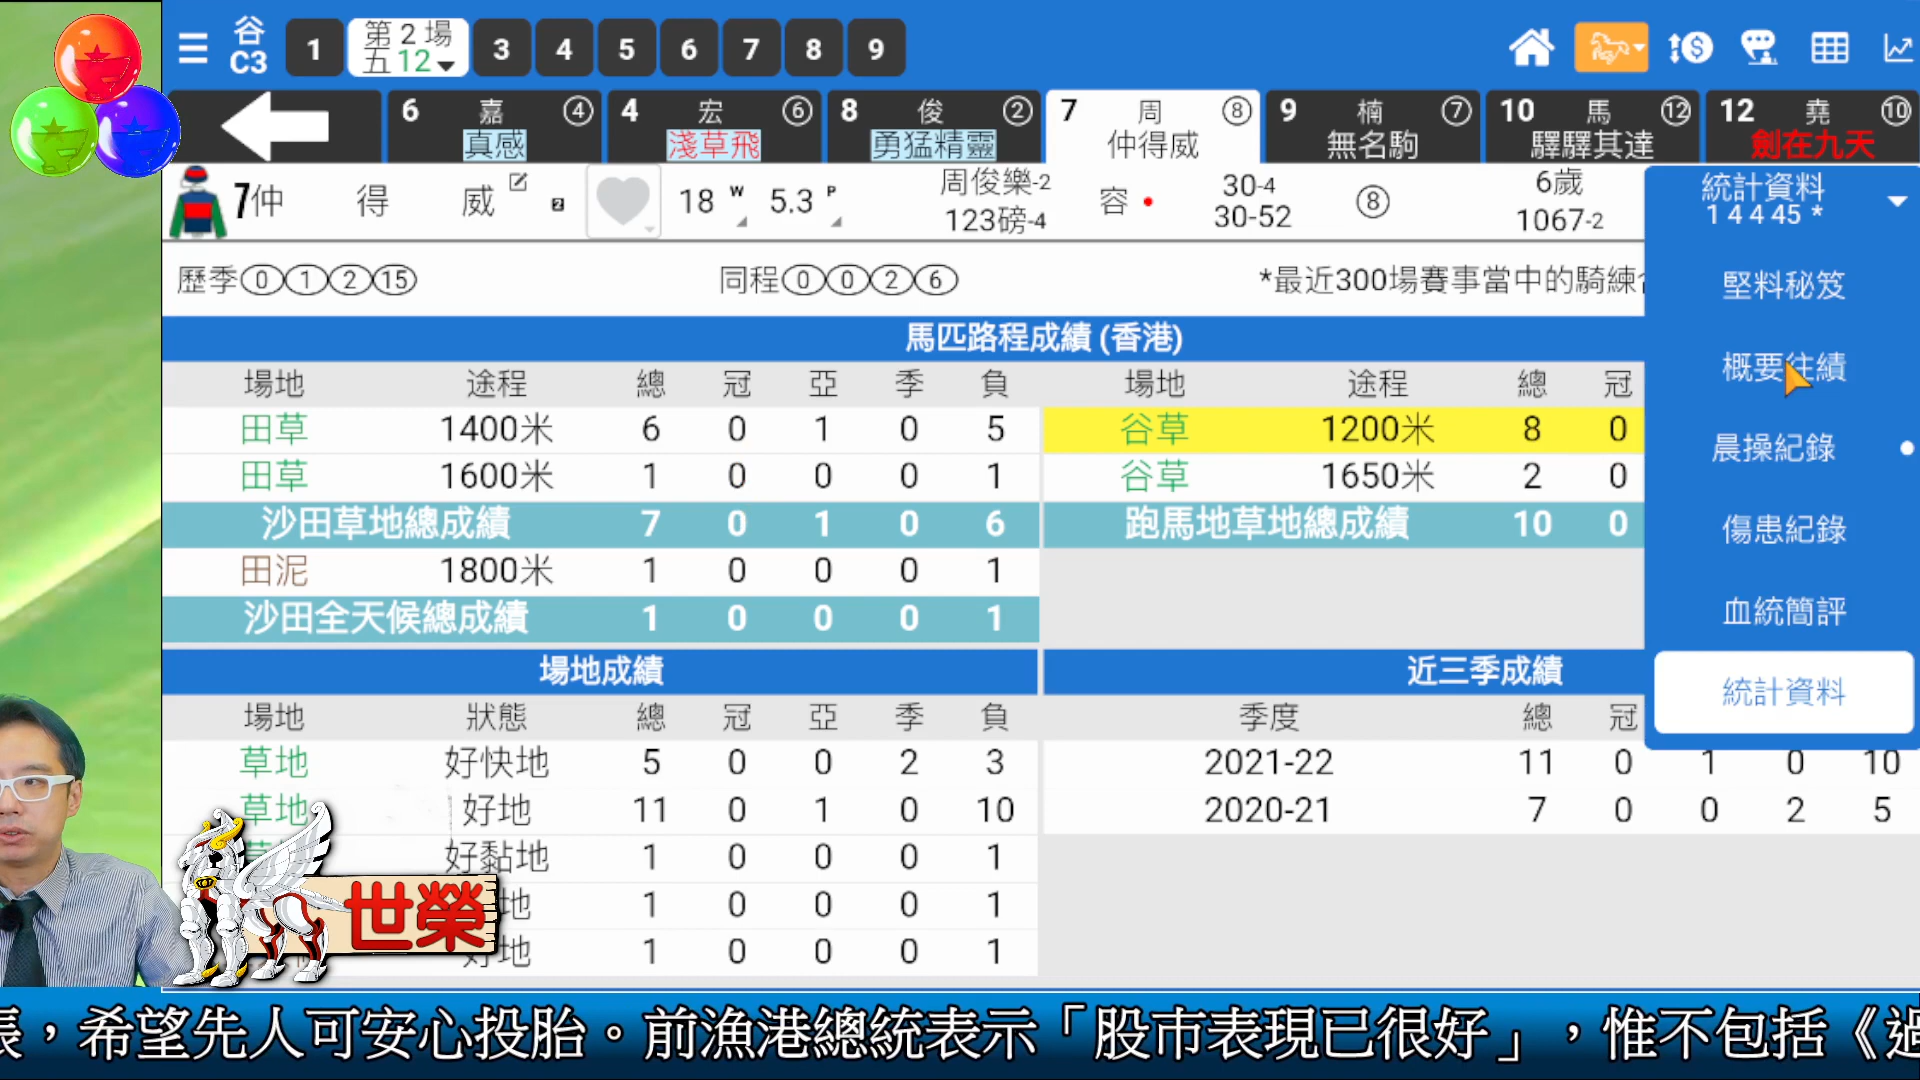 谷
C3
1
第 2 場
五 12
3 4 5 6 7 8 9
6 嘉 ④
真感
4 宏 ⑥
淺草飛
8 俊 ②
勇猛精靈
7 周 ⑧
仲得威
9 楠 ⑦
無名駒
10 馬 ⑫
驛驛其達
12 堯 ⑩
劍在九天
7仲 得 威 2 18 W 5.3 P
周俊樂-2
123磅-4
容
30-4
30-52
⑧
6歲
1067-2
統計資料
1 4 4 45 *
歷季⓪①②⑮ 同程⓪⓪②⑥ *最近300場賽事當中的騎練
堅料秘笈
概要往績
晨操紀錄
傷患紀錄
血統簡評
統計資料
馬匹路程成績 (香港)
場地 途程 總 冠 亞 季 負 場地 途程 總 冠
田草 1400米 6 0 1 0 5 谷草 1200米 8 0
田草 1600米 1 0 0 0 1 谷草 1650米 2 0
沙田草地總成績 7 0 1 0 6 跑馬地草地總成績 10 0
田泥 1800米 1 0 0 0 1
沙田全天候總成績 1 0 0 0 1
場地成績 近三季成績
場地 狀態 總 冠 亞 季 負 季度 總 冠
草地 好快地 5 0 0 2 3 2021-22 11 0 1 0 10
草地 好地 11 0 1 0 10 2020-21 7 0 0 2 5
好黏地 1 0 0 0 1
地 1 0 0 0 1
地 1 0 0 0 1
世榮
，希望先人可安心投胎。前漁港總統表示「股市表現已很好」，惟不包括《過